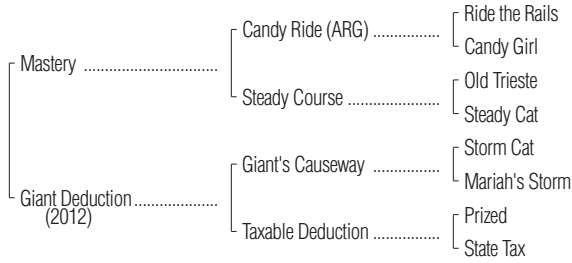 Ride the Rails
Candy Ride (ARG) .................
Candy Girl
Mastery ..................................
Old Trieste
Steady Course .......................
Steady Cat
Storm Cat
Giant's Causeway .................
Mariah's Storm
Giant Deduction .....................
(2012)
Prized
Taxable Deduction .................
State Tax